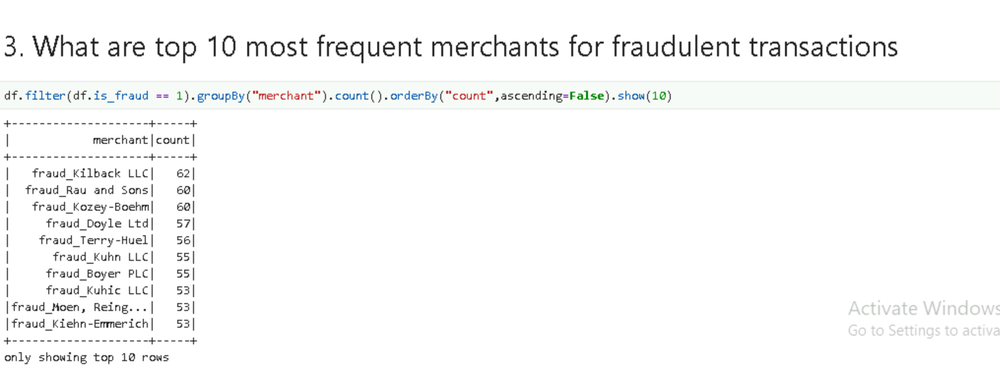 3. What are top 10 most frequent merchants for fraudulent transactions
df.filter(df.is_fraud == 1).groupBy("merchant").count().orderBy("count",ascending=False).show(10)
+--------------------+-----+
|            merchant|count|
+--------------------+-----+
|   fraud_Kilback LLC|   62|
|  fraud_Rau and Sons|   60|
|   fraud_Kozey-Boehm|   60|
|     fraud_Doyle Ltd|   57|
|    fraud_Terry-Huel|   56|
|      fraud_Kuhn LLC|   55|
|     fraud_Boyer PLC|   55|
|     fraud_Kuhic LLC|   53|
|fraud_Moen, Reing...|   53|
|fraud_Kiehn-Emmerich|   53|
+--------------------+-----+
only showing top 10 rows
Activate Windows
Go to Settings to activa